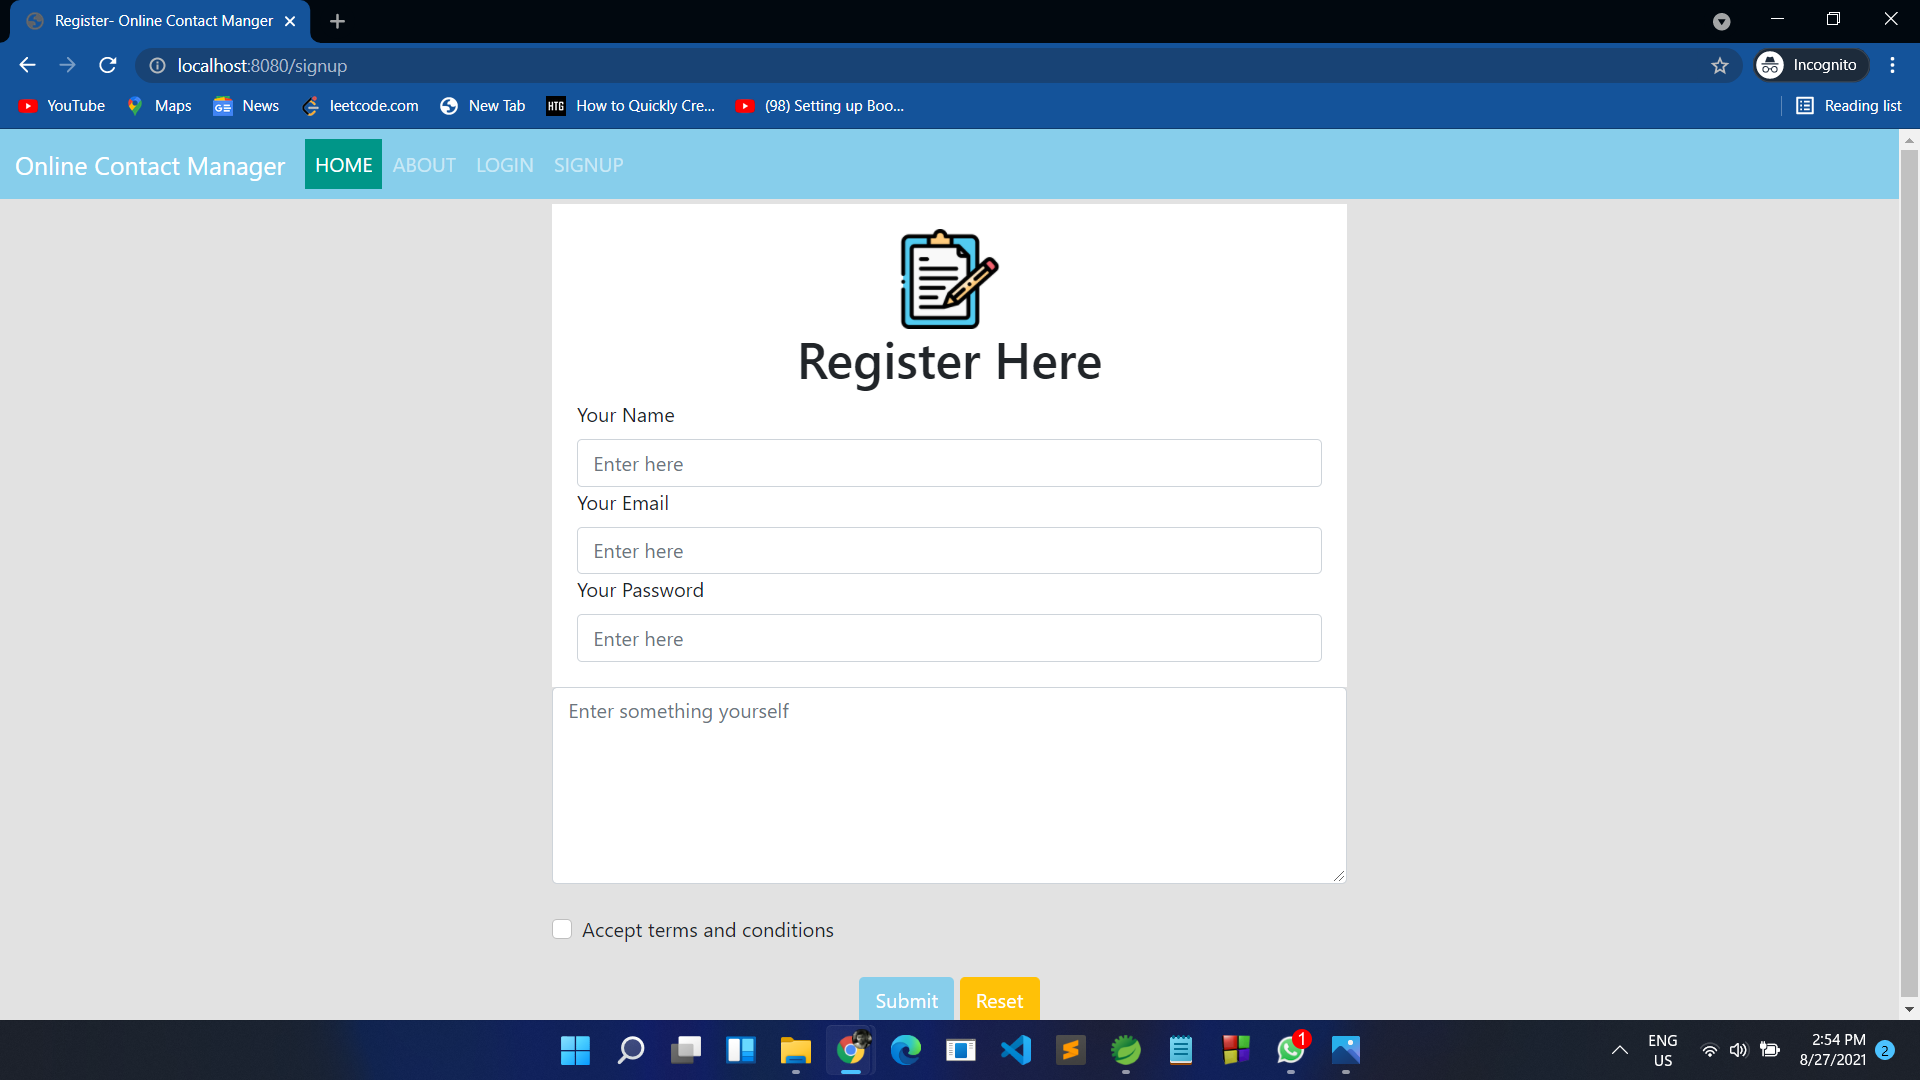 Register- Online Contact Manger
localhost:8080/signup
Incognito
YouTube
Maps
News
leetcode.com
New Tab
HTG
How to Quickly Cre...
(98) Setting up Boo...
Reading list
Online Contact Manager
HOME
ABOUT
LOGIN
SIGNUP
Register Here
Your Name
Enter here
Your Email
Enter here
Your Password
Enter here
Enter something yourself
Accept terms and conditions
Submit
Reset
1
ENG
US
2:54 PM
8/27/2021
2